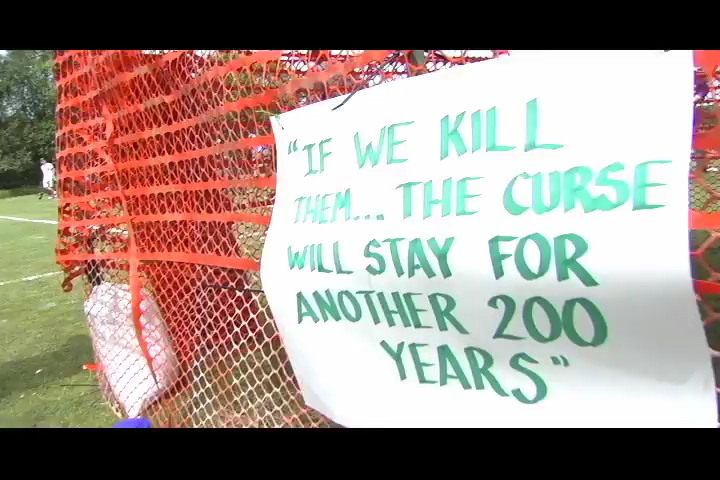 "IF WE KILL
THEM... THE CURSE
WILL STAY FOR
ANOTHER 200
YEARS"